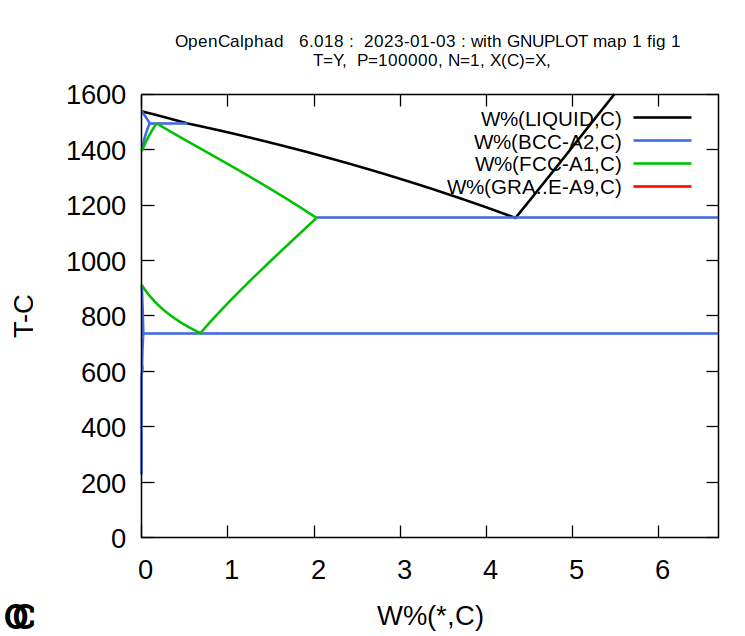 OpenCalphad 6.018 : 2023-01-03 : with GNUPLOT map 1 fig 1
T=Y, P=100000, N=1, X(C)=X,
1600
W%(LIQUID,C)
W%(BCC-A2,C)
1400
W%(FCC-A1,C)
W%(GRA..E-A9,C)
1200
1000
T-C
800
600
400
200
0
0 1 2 3 4 5 6
W%(*,C)
OC